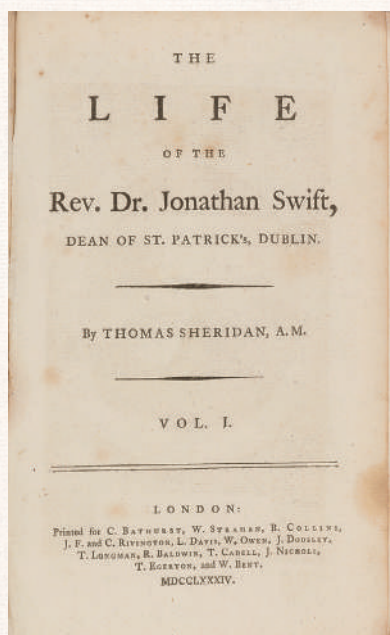 THE
LIFE
OF THE
Rev. Dr. Jonathan Swift,
DEAN OF ST. PATRICK's, DUBLIN.
By THOMAS SHERIDAN, A.M.
VOL. I.
LONDON:
Printed for C. BATHURST, W. STRAHAN, B. COLLINS,
J. F. and C. RIVINGTON, L. DAVIS, W. OWEN, J. DODSLEY,
T. LONGMAN, R. BALDWIN, T. CADELL, J. NICHOLS,
T. EGERTON, and W. BENT.
MDCCLXXXIV.